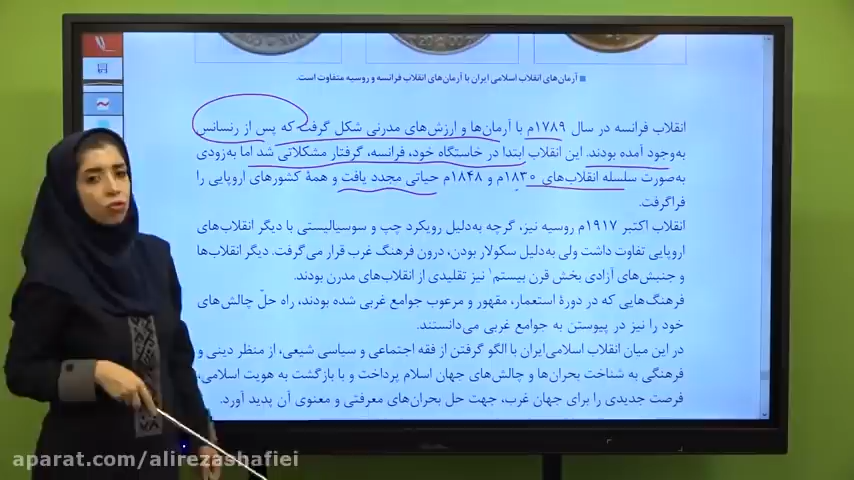 آرمان‌های انقلاب اسلامی ایران با آرمان‌های انقلاب فرانسه و روسیه متفاوت است.
انقلاب فرانسه در سال ۱۷۸۹م با آرمان‌ها و ارزش‌های مدرنی شکل گرفت که پس از رنسانس
به‌وجود آمده بودند. این انقلاب ابتدا در خاستگاه خود، فرانسه، گرفتار مشکلاتی شد اما به‌زودی
به‌صورت سلسله انقلاب‌های ۱۸۳۰م و ۱۸۴۸م حیاتی مجدد یافت و همهٔ کشورهای اروپایی را
فراگرفت.
انقلاب اکتبر ۱۹۱۷م روسیه نیز، گرچه به‌دلیل رویکرد چپ و سوسیالیستی با دیگر انقلاب‌های
اروپایی تفاوت داشت ولی به‌دلیل سکولار بودن، درون فرهنگ غرب قرار می‌گرفت. دیگر انقلاب‌ها
و جنبش‌های آزادی بخش قرن بیستم۱ نیز تقلیدی از انقلاب‌های مدرن بودند.
فرهنگ‌هایی که در دورهٔ استعمار، مقهور و مرعوب جوامع غربی شده بودند، راه حلّ چالش‌های
خود را نیز در پیوستن به جوامع غربی می‌دانستند.
در این میان انقلاب اسلامی‌ایران با الگو گرفتن از فقه اجتماعی و سیاسی شیعی، از منظر دینی و
فرهنگی به شناخت بحران‌ها و چالش‌های جهان اسلام پرداخت و با بازگشت به هویت اسلامی،
فرصت جدیدی را برای جهان غرب، جهت حل بحران‌های معرفتی و معنوی آن پدید آورد.
aparat.com/alirezashafiei